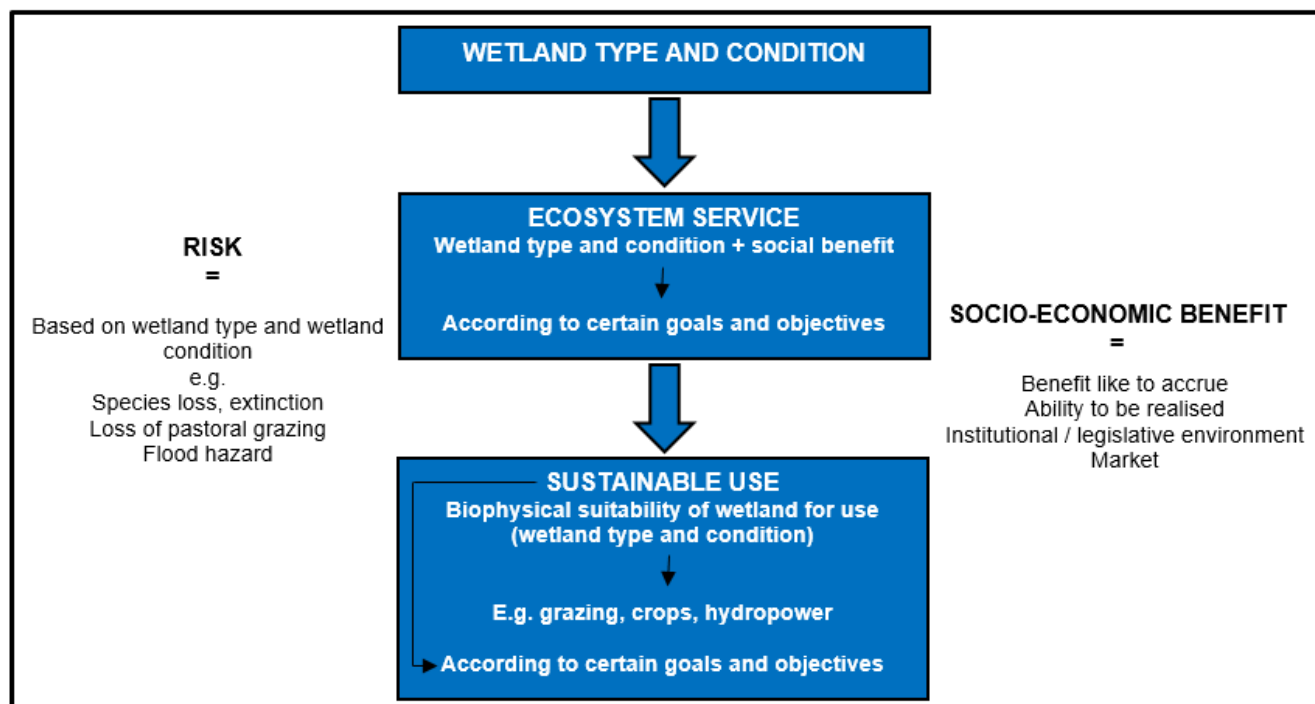 WETLAND TYPE AND CONDITION
ECOSYSTEM SERVICE
Wetland type and condition + social benefit
According to certain goals and objectives
RISK
=
Based on wetland type and wetland
condition
e.g.
Species loss, extinction
Loss of pastoral grazing
Flood hazard
SOCIO-ECONOMIC BENEFIT
=
Benefit like to accrue
Ability to be realised
Institutional / legislative environment
Market
SUSTAINABLE USE
Biophysical suitability of wetland for use
(wetland type and condition)
E.g. grazing, crops, hydropower
According to certain goals and objectives